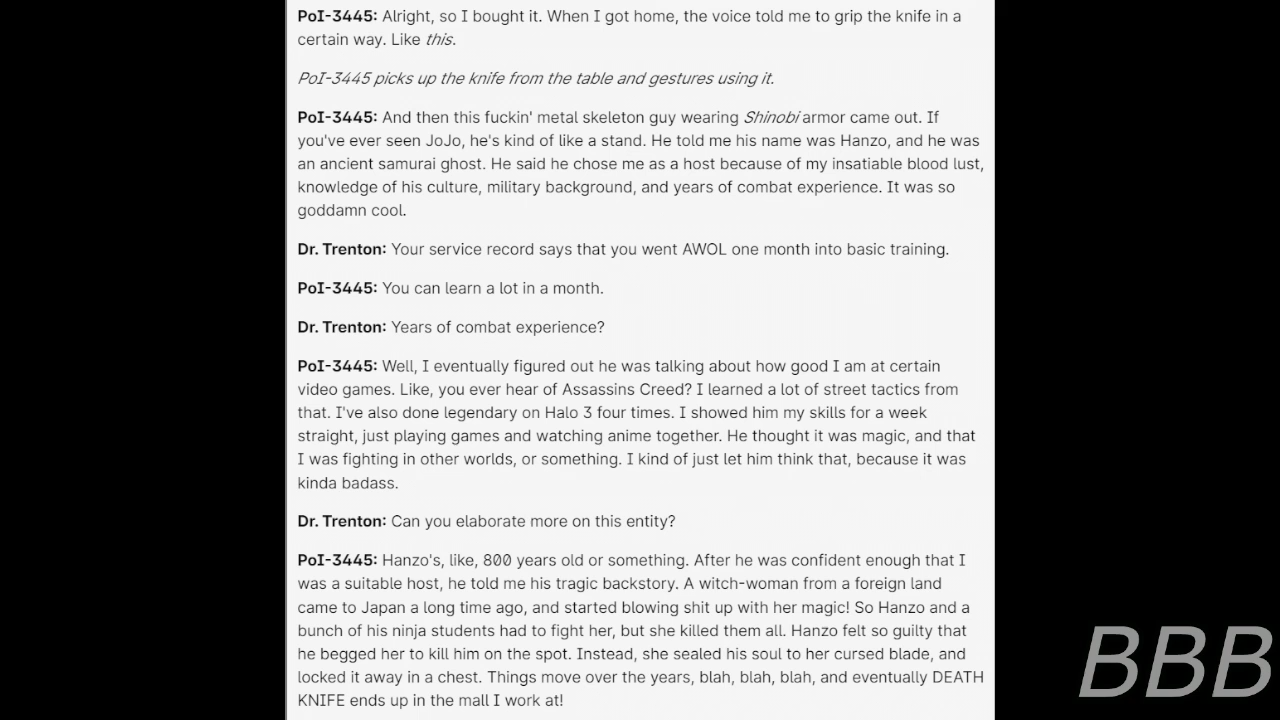 PoI-3445: Alright, so I bought it. When I got home, the voice told me to grip the knife in a
certain way. Like this.
PoI-3445 picks up the knife from the table and gestures using it.
PoI-3445: And then this fuckin' metal skeleton guy wearing Shinobi armor came out. If
you've ever seen JoJo, he's kind of like a stand. He told me his name was Hanzo, and he was
an ancient samurai ghost. He said he chose me as a host because of my insatiable blood lust,
knowledge of his culture, military background, and years of combat experience. It was so
goddamn cool.
Dr. Trenton: Your service record says that you went AWOL one month into basic training.
PoI-3445: You can learn a lot in a month.
Dr. Trenton: Years of combat experience?
PoI-3445: Well, I eventually figured out he was talking about how good I am at certain
video games. Like, you ever hear of Assassins Creed? I learned a lot of street tactics from
that. I've also done legendary on Halo 3 four times. I showed him my skills for a week
straight, just playing games and watching anime together. He thought it was magic, and that
I was fighting in other worlds, or something. I kind of just let him think that, because it was
kinda badass.
Dr. Trenton: Can you elaborate more on this entity?
PoI-3445: Hanzo's, like, 800 years old or something. After he was confident enough that I
was a suitable host, he told me his tragic backstory. A witch-woman from a foreign land
came to Japan a long time ago, and started blowing shit up with her magic! So Hanzo and a
bunch of his ninja students had to fight her, but she killed them all. Hanzo felt so guilty that
he begged her to kill him on the spot. Instead, she sealed his soul to her cursed blade, and
locked it away in a chest. Things move over the years, blah, blah, blah, and eventually DEATH
KNIFE ends up in the mall I work at!
BBB